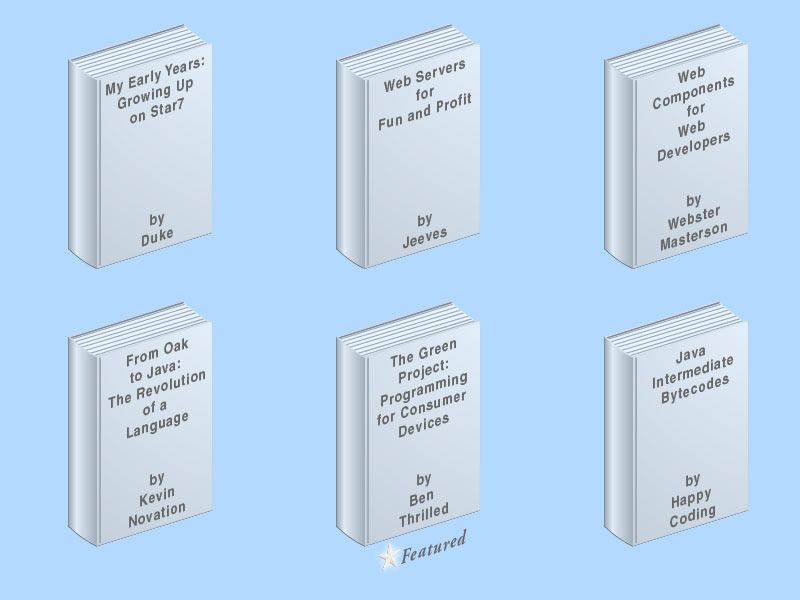 My Early Years:
Growing Up
on Star7
by
Duke
Web Servers
for
Fun and Profit
by
Jeeves
Web
Components
for
Web
Developers
by
Webster
Masterson
From Oak
to Java:
The Revolution
of a
Language
by
Kevin
Novation
The Green
Project:
Programming
for Consumer
Devices
by
Ben
Thrilled
Featured
Java
Intermediate
Bytecodes
by
Happy
Coding